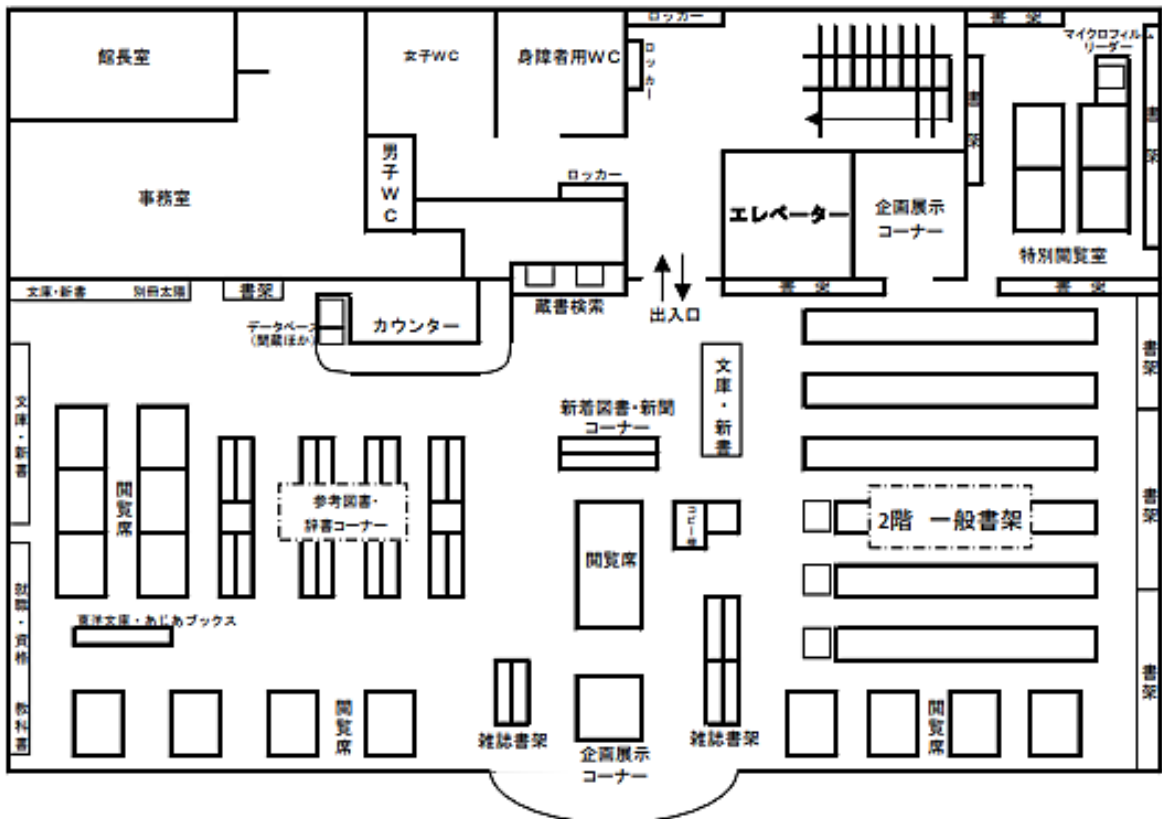 ロッカー
書 架
館長室
女子WC
身障者用WC
ロッカー
マイクロフィルム
リーダー
書 架
書 架
男子WC
ロッカー
事務室
エレベーター
企画展示
コーナー
特別閲覧室
文庫・新書 別冊太陽
書架
データベース
(聞蔵ほか)
カウンター
蔵書検索
出入口
書 架
書 架
文庫・新書
書架
文庫・新書
新着図書・新聞
コーナー
閲覧席
参考図書・
辞書コーナー
閲覧席
コピー機
2階 一般書架
書架
就職・資格
教科書
東洋文庫・あじあブックス
書架
閲覧席
雑誌書架
企画展示
コーナー
雑誌書架
閲覧席